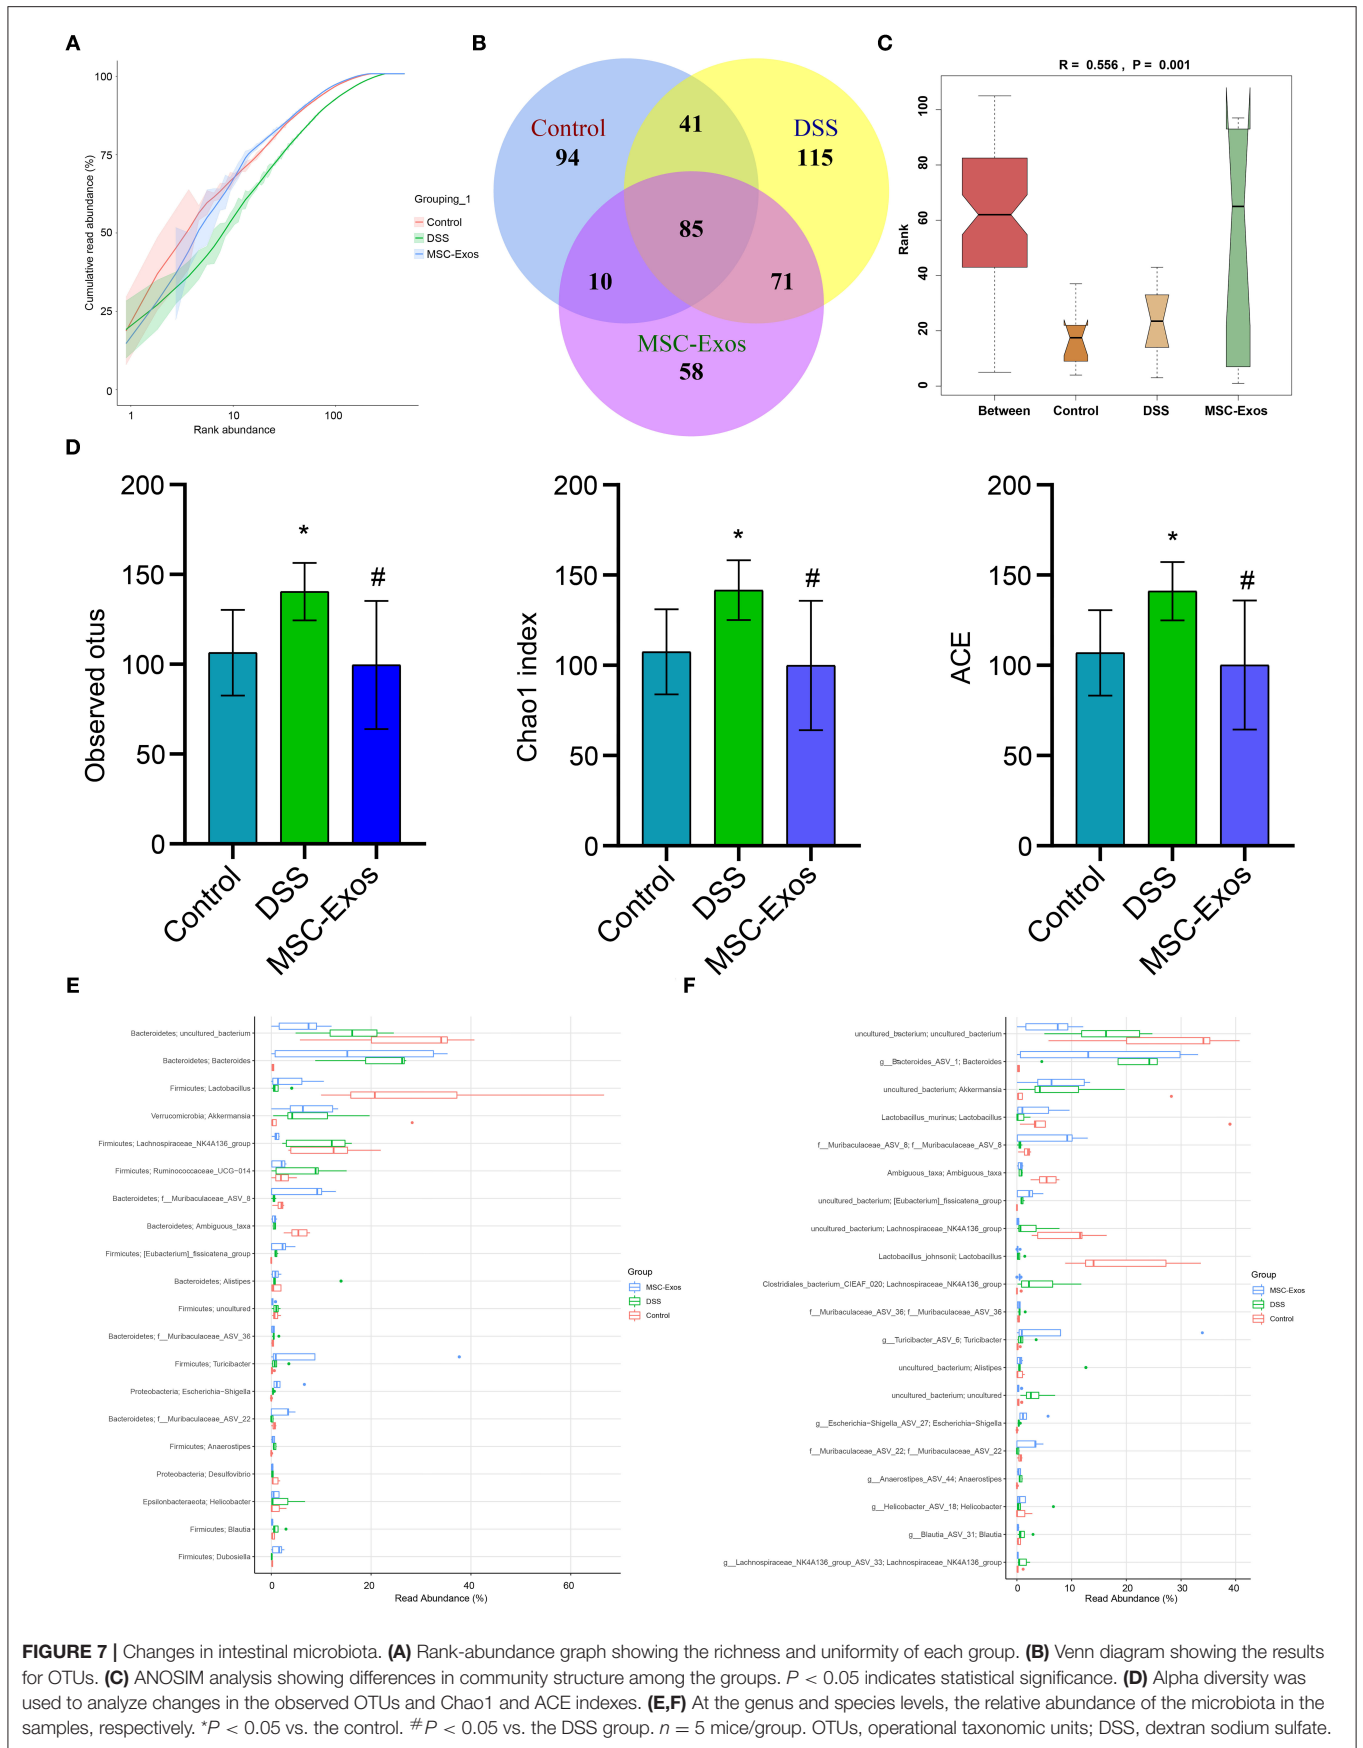 A
100
75
50
25
0
Cumulative read abundance (%)
1
10
100
Rank abundance
Grouping_1
Control
DSS
MSC-Exos
B
Control
94
41
DSS
115
85
10
71
MSC-Exos
58
C
R = 0.556 , P = 0.001
100
80
60
40
20
0
Rank
Between
Control
DSS
MSC-Exos
D
200
150
100
50
0
Observed otus
*
#
Control
DSS
MSC-Exos
200
150
100
50
0
Chao1 index
*
#
Control
DSS
MSC-Exos
200
150
100
50
0
ACE
*
#
Control
DSS
MSC-Exos
E
Bacteroidetes; uncultured_bacterium
Bacteroidetes; Bacteroides
Firmicutes; Lactobacillus
Verrucomicrobia; Akkermansia
Firmicutes; Lachnospiraceae_NK4A136_group
Firmicutes; Ruminococcaceae_UCG-014
Bacteroidetes; f__Muribaculaceae_ASV_8
Bacteroidetes; Ambiguous_taxa
Firmicutes; [Eubacterium]_fissicatena_group
Bacteroidetes; Alistipes
Firmicutes; uncultured
Bacteroidetes; f__Muribaculaceae_ASV_36
Firmicutes; Turicibacter
Proteobacteria; Escherichia-Shigella
Bacteroidetes; f__Muribaculaceae_ASV_22
Firmicutes; Anaerostipes
Proteobacteria; Desulfovibrio
Epsilonbacteraeota; Helicobacter
Firmicutes; Blautia
Firmicutes; Dubosiella
0
20
40
60
Read Abundance (%)
Group
MSC-Exos
DSS
Control
F
uncultured_bacterium; uncultured_bacterium
g__Bacteroides_ASV_1; Bacteroides
uncultured_bacterium; Akkermansia
Lactobacillus_murinus; Lactobacillus
f__Muribaculaceae_ASV_8; f__Muribaculaceae_ASV_8
Ambiguous_taxa; Ambiguous_taxa
uncultured_bacterium; [Eubacterium]_fissicatena_group
uncultured_bacterium; Lachnospiraceae_NK4A136_group
Lactobacillus_johnsonii; Lactobacillus
Clostridiales_bacterium_CIEAF_020; Lachnospiraceae_NK4A136_group
f__Muribaculaceae_ASV_36; f__Muribaculaceae_ASV_36
g__Turicibacter_ASV_6; Turicibacter
uncultured_bacterium; Alistipes
uncultured_bacterium; uncultured
g__Escherichia-Shigella_ASV_27; Escherichia-Shigella
f__Muribaculaceae_ASV_22; f__Muribaculaceae_ASV_22
g__Anaerostipes_ASV_44; Anaerostipes
g__Helicobacter_ASV_18; Helicobacter
g__Blautia_ASV_31; Blautia
g__Lachnospiraceae_NK4A136_group_ASV_33; Lachnospiraceae_NK4A136_group
0
10
20
30
40
Read Abundance (%)
Group
MSC-Exos
DSS
Control
FIGURE 7 | Changes in intestinal microbiota. (A) Rank-abundance graph showing the richness and uniformity of each group. (B) Venn diagram showing the results
for OTUs. (C) ANOSIM analysis showing differences in community structure among the groups. P < 0.05 indicates statistical significance. (D) Alpha diversity was
used to analyze changes in the observed OTUs and Chao1 and ACE indexes. (E,F) At the genus and species levels, the relative abundance of the microbiota in the
samples, respectively. *P < 0.05 vs. the control. #P < 0.05 vs. the DSS group. n = 5 mice/group. OTUs, operational taxonomic units; DSS, dextran sodium sulfate.